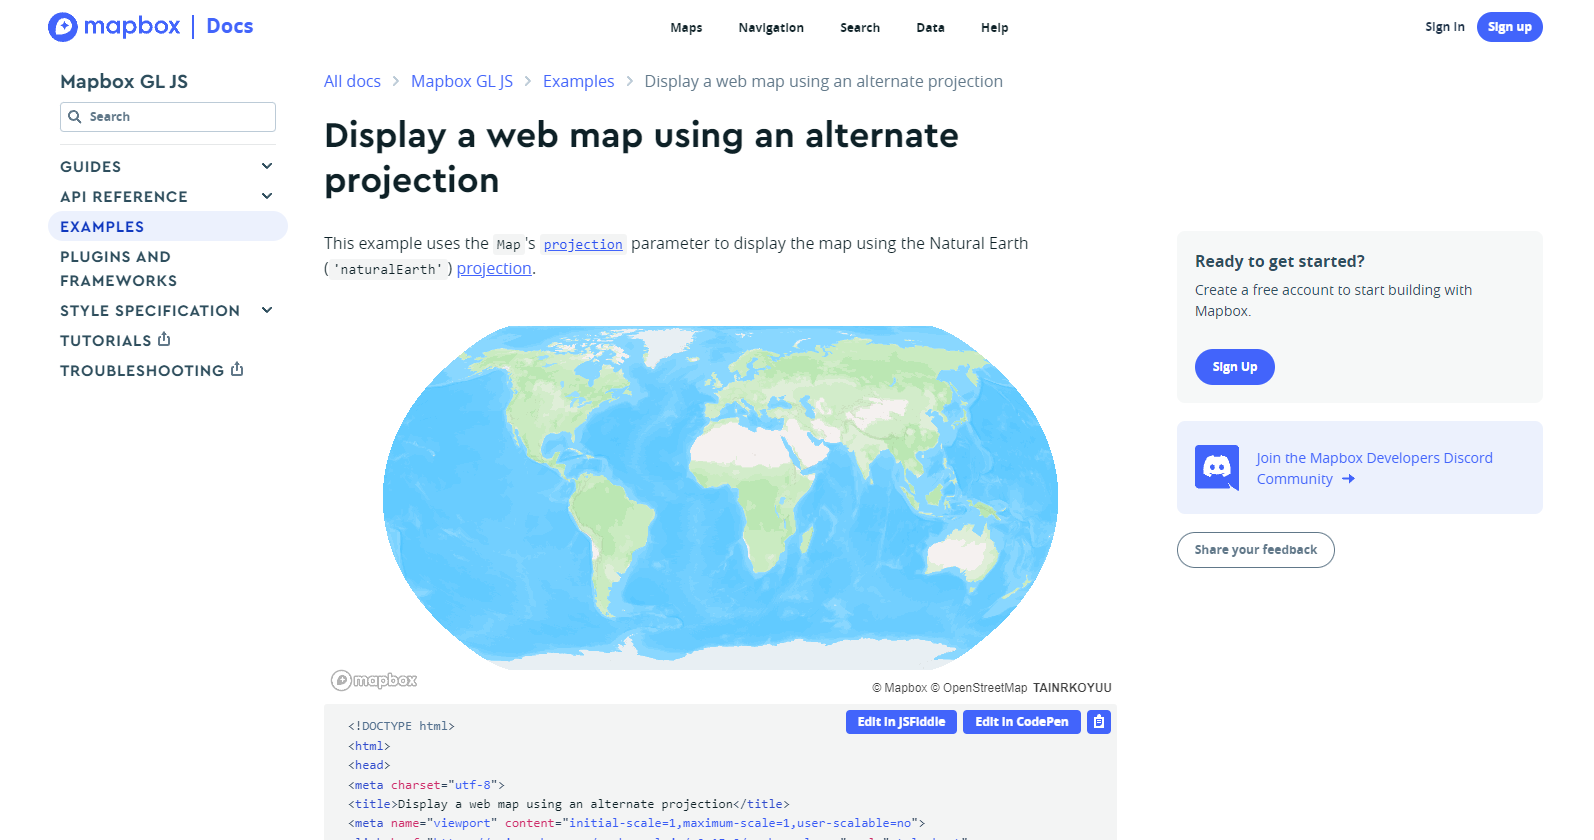 mapbox | Docs
Maps Navigation Search Data Help
Sign in Sign up
Mapbox GL JS
Search
GUIDES
API REFERENCE
EXAMPLES
PLUGINS AND
FRAMEWORKS
STYLE SPECIFICATION
TUTORIALS
TROUBLESHOOTING
All docs > Mapbox GL JS > Examples > Display a web map using an alternate projection
Display a web map using an alternate
projection
This example uses the Map's projection parameter to display the map using the Natural Earth
('naturalEarth') projection.
mapbox
© Mapbox © OpenStreetMap TAINRKOYUU
Edit in JSFiddle Edit in CodePen
<!DOCTYPE html>
<html>
<head>
<meta charset="utf-8">
<title>Display a web map using an alternate projection</title>
<meta name="viewport" content="initial-scale=1,maximum-scale=1,user-scalable=no">
Ready to get started?
Create a free account to start building with
Mapbox.
Sign Up
Join the Mapbox Developers Discord
Community →
Share your feedback